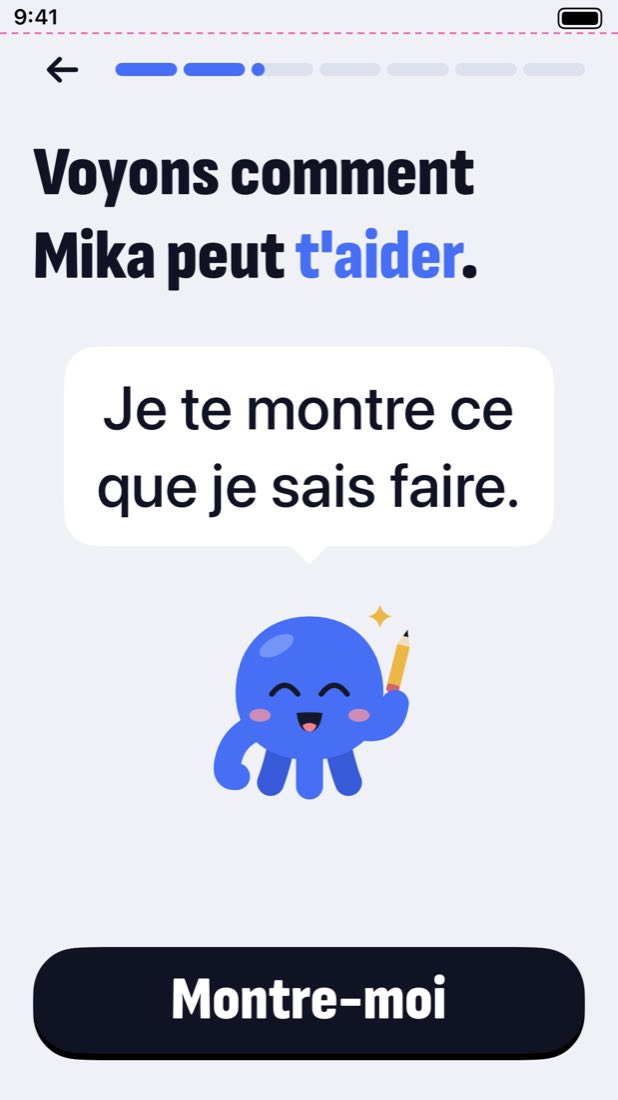 9:41
Voyons comment
Mika peut t'aider.
Je te montre ce
que je sais faire.
Montre-moi